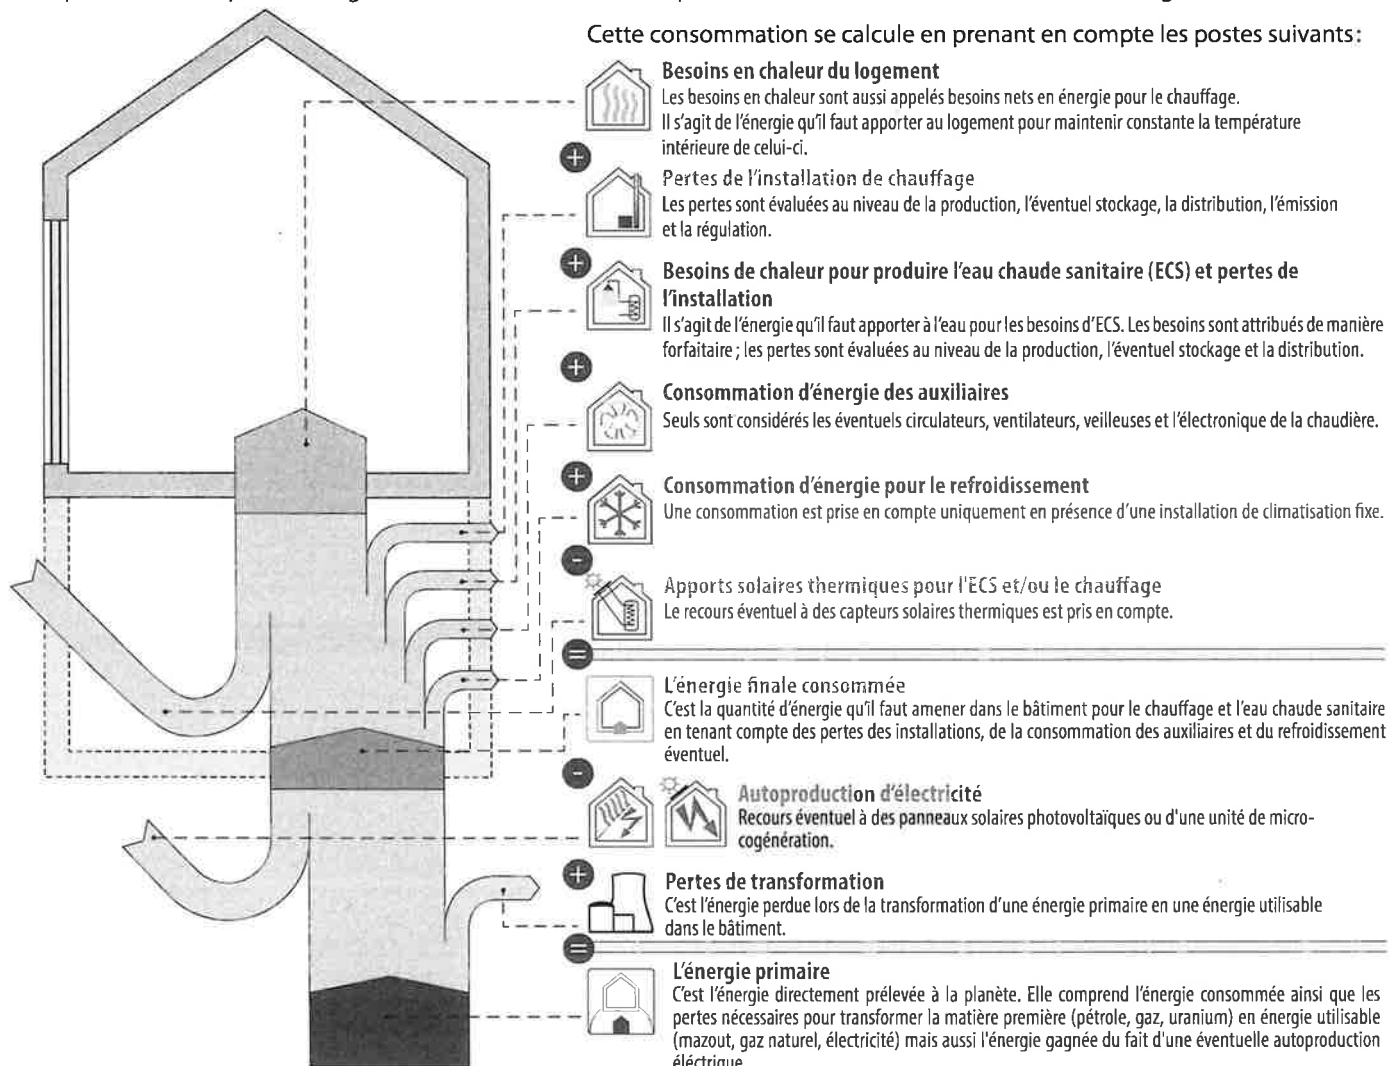 Cette consommation se calcule en prenant en compte les postes suivants:
Besoins en chaleur du logement
Les besoins en chaleur sont aussi appelés besoins nets en énergie pour le chauffage.
Il s'agit de l'énergie qu'il faut apporter au logement pour maintenir constante la température
intérieure de celui-ci.
+
Pertes de l'installation de chauffage
Les pertes sont évaluées au niveau de la production, l'éventuel stockage, la distribution, l'émission
et la régulation.
+
Besoins de chaleur pour produire l'eau chaude sanitaire (ECS) et pertes de
l'installation
Il s'agit de l'énergie qu'il faut apporter à l'eau pour les besoins d'ECS. Les besoins sont attribués de manière
forfaitaire ; les pertes sont évaluées au niveau de la production, l'éventuel stockage et la distribution.
+
Consommation d'énergie des auxiliaires
Seuls sont considérés les éventuels circulateurs, ventilateurs, veilleuses et l'électronique de la chaudière.
+
Consommation d'énergie pour le refroidissement
Une consommation est prise en compte uniquement en présence d'une installation de climatisation fixe.
-
Apports solaires thermiques pour l'ECS et/ou le chauffage
Le recours éventuel à des capteurs solaires thermiques est pris en compte.
=
L'énergie finale consommée
C'est la quantité d'énergie qu'il faut amener dans le bâtiment pour le chauffage et l'eau chaude sanitaire
en tenant compte des pertes des installations, de la consommation des auxiliaires et du refroidissement
éventuel.
-
Autoproduction d'électricité
Recours éventuel à des panneaux solaires photovoltaïques ou d'une unité de micro-
cogénération.
+
Pertes de transformation
C'est l'énergie perdue lors de la transformation d'une énergie primaire en une énergie utilisable
dans le bâtiment.
=
L'énergie primaire
C'est l'énergie directement prélevée à la planète. Elle comprend l'énergie consommée ainsi que les
pertes nécessaires pour transformer la matière première (pétrole, gaz, uranium) en énergie utilisable
(mazout, gaz naturel, électricité) mais aussi l'énergie gagnée du fait d'une éventuelle autoproduction
éléctrique